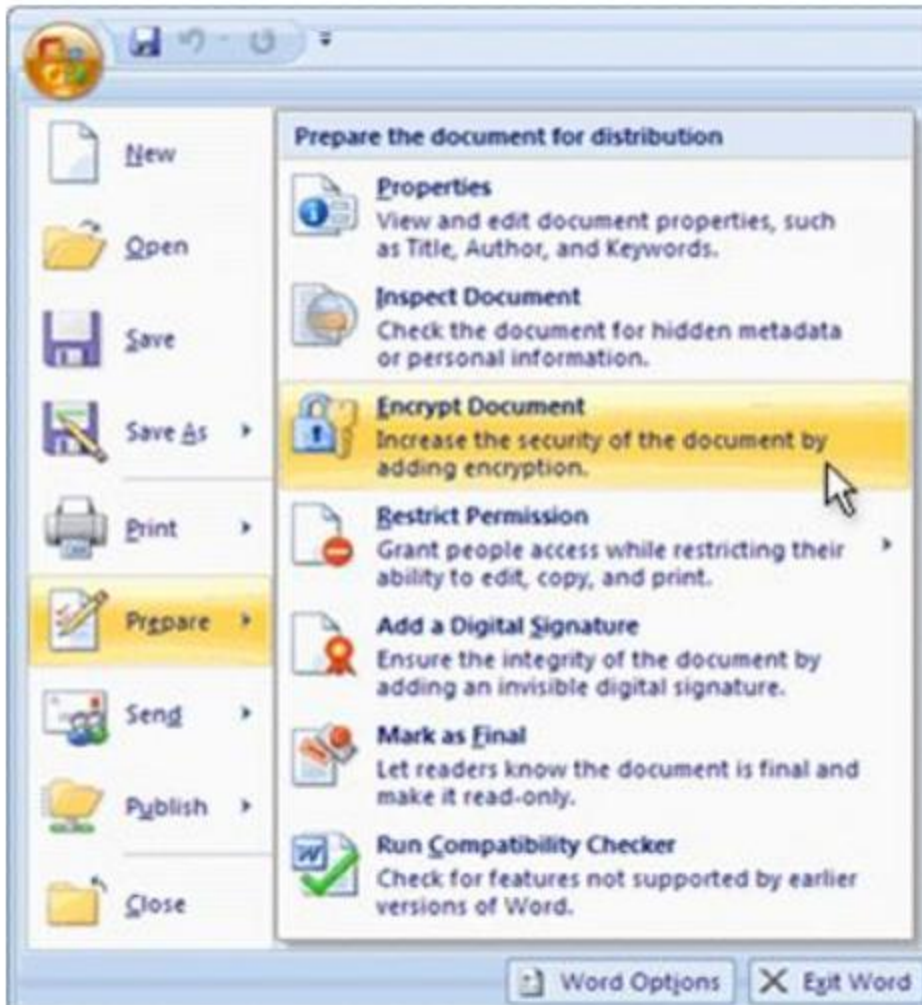 New
Open
Save
Save As
Print
Prepare
Send
Publish
Close
Prepare the document for distribution
Properties
View and edit document properties, such
as Title, Author, and Keywords.
Inspect Document
Check the document for hidden metadata
or personal information.
Encrypt Document
Increase the security of the document by
adding encryption.
Restrict Permission
Grant people access while restricting their
ability to edit, copy, and print.
Add a Digital Signature
Ensure the integrity of the document by
adding an invisible digital signature.
Mark as Final
Let readers know the document is final and
make it read-only.
Run Compatibility Checker
Check for features not supported by earlier
versions of Word.
Word Options
Exit Word